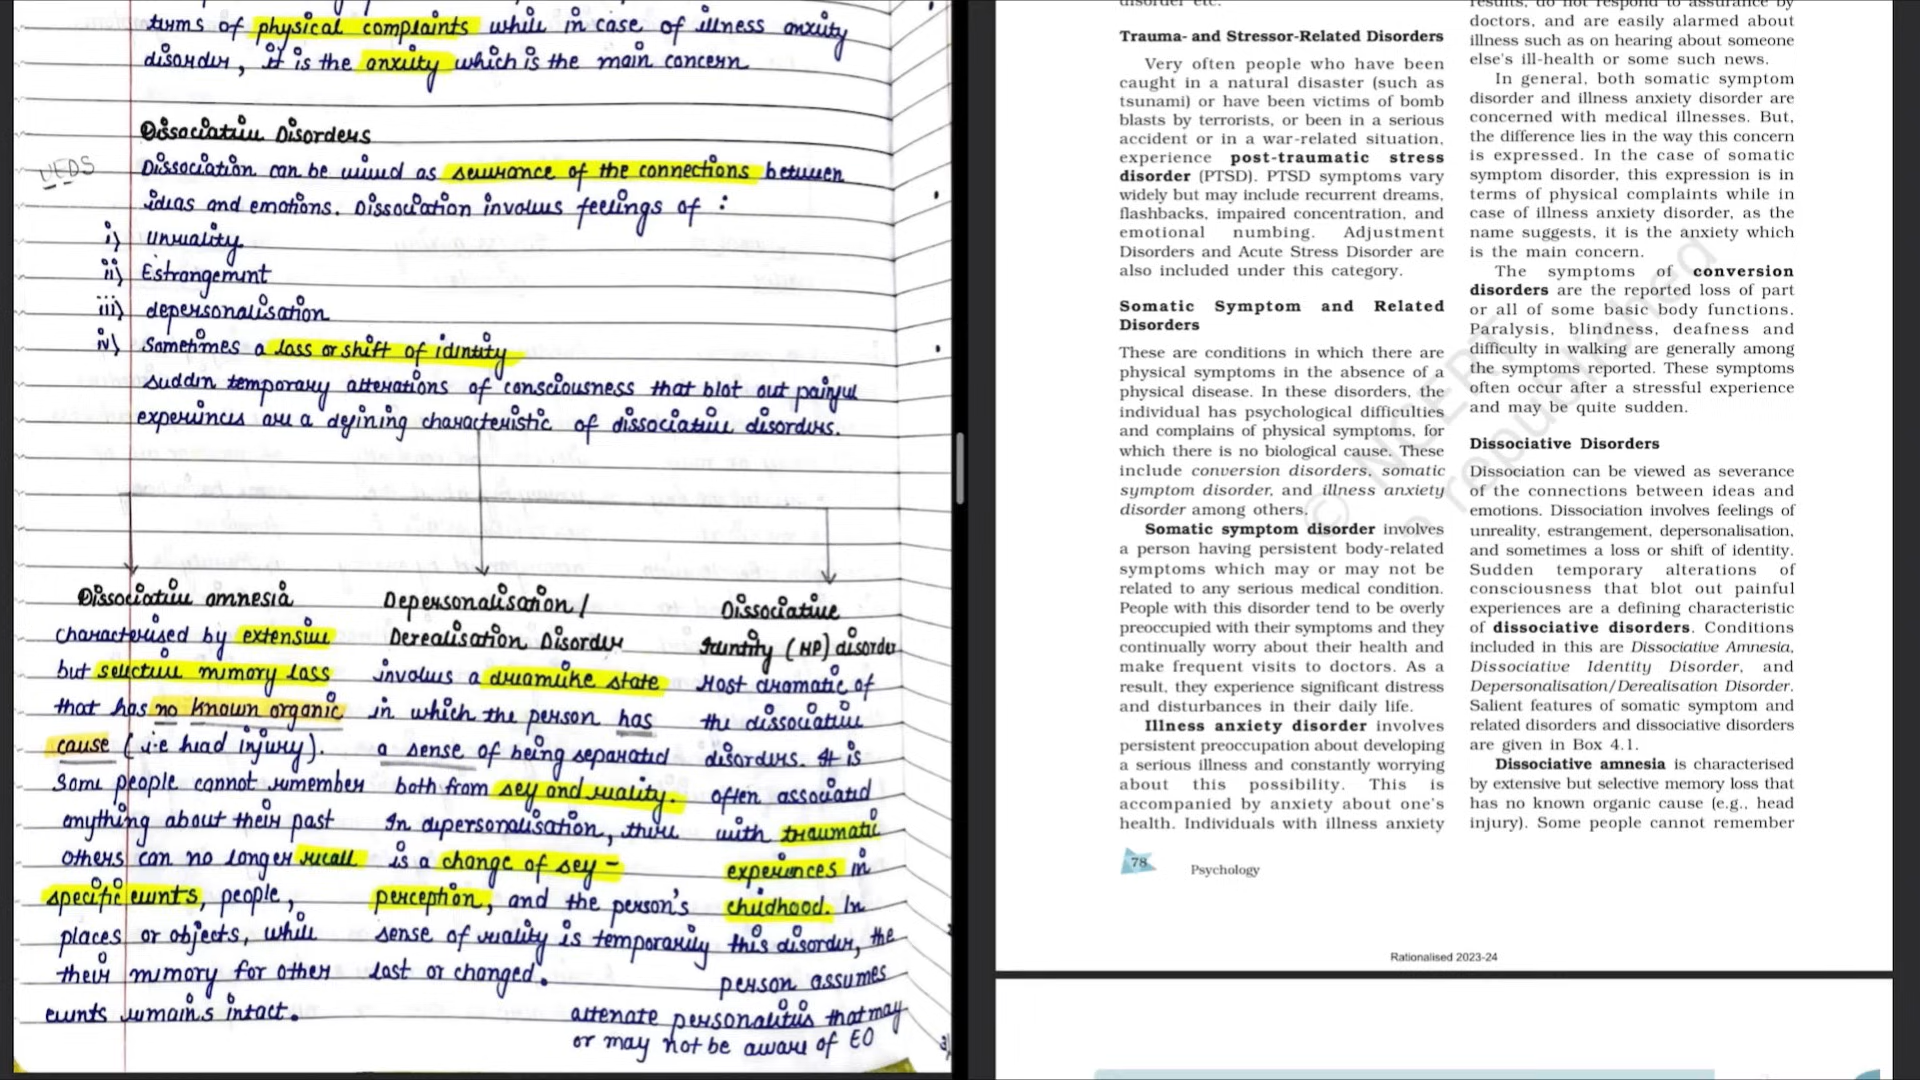 terms of physical complaints while in case of illness anxiety
disorder, it is the anxiety which is the main concern
Dissociative Disorders
UEDS
Dissociation can be viewed as severance of the connections between
ideas and emotions. Dissociation involves feelings of :
i) Unreality
ii) Estrangement
iii) depersonalisation
iv) Sometimes a loss or shift of identity
Sudden temporary alterations of consciousness that blot out painful
experiences are a defining characteristic of dissociative disorders.
Dissociative amnesia
characterised by extensive
but selective memory loss
that has no known organic
cause (i.e head injury).
Some people cannot remember
anything about their past
others can no longer recall
specific events, people,
places or objects, while
their memory for other
events remains intact.
Depersonalisation /
Derealisation Disorder
involves a dreamlike state
in which the person has
a sense of being separated
both from self and reality.
In depersonalisation, there
is a change of self-
perception, and the person's
sense of reality is temporarily
lost or changed.
Dissociative
Identity (MP) disorder
Most dramatic of
the dissociative
disorders. It is
often associated
with traumatic
experiences in
childhood. In
this disorder, the
person assumes
altenate personalities that may
or may not be aware of EO
disorder etc.
Trauma- and Stressor-Related Disorders
Very often people who have been
caught in a natural disaster (such as
tsunami) or have been victims of bomb
blasts by terrorists, or been in a serious
accident or in a war-related situation,
experience post-traumatic stress
disorder (PTSD). PTSD symptoms vary
widely but may include recurrent dreams,
flashbacks, impaired concentration, and
emotional numbing. Adjustment
Disorders and Acute Stress Disorder are
also included under this category.
Somatic Symptom and Related
Disorders
These are conditions in which there are
physical symptoms in the absence of a
physical disease. In these disorders, the
individual has psychological difficulties
and complains of physical symptoms, for
which there is no biological cause. These
include conversion disorders, somatic
symptom disorder, and illness anxiety
disorder among others.
Somatic symptom disorder involves
a person having persistent body-related
symptoms which may or may not be
related to any serious medical condition.
People with this disorder tend to be overly
preoccupied with their symptoms and they
continually worry about their health and
make frequent visits to doctors. As a
result, they experience significant distress
and disturbances in their daily life.
Illness anxiety disorder involves
persistent preoccupation about developing
a serious illness and constantly worrying
about this possibility. This is
accompanied by anxiety about one's
health. Individuals with illness anxiety
results, do not respond to assurance by
doctors, and are easily alarmed about
illness such as on hearing about someone
else's ill-health or some such news.
In general, both somatic symptom
disorder and illness anxiety disorder are
concerned with medical illnesses. But,
the difference lies in the way this concern
is expressed. In the case of somatic
symptom disorder, this expression is in
terms of physical complaints while in
case of illness anxiety disorder, as the
name suggests, it is the anxiety which
is the main concern.
The symptoms of conversion
disorders are the reported loss of part
or all of some basic body functions.
Paralysis, blindness, deafness and
difficulty in walking are generally among
the symptoms reported. These symptoms
often occur after a stressful experience
and may be quite sudden.
Dissociative Disorders
Dissociation can be viewed as severance
of the connections between ideas and
emotions. Dissociation involves feelings of
unreality, estrangement, depersonalisation,
and sometimes a loss or shift of identity.
Sudden temporary alterations of
consciousness that blot out painful
experiences are a defining characteristic
of dissociative disorders. Conditions
included in this are Dissociative Amnesia,
Dissociative Identity Disorder, and
Depersonalisation/Derealisation Disorder.
Salient features of somatic symptom and
related disorders and dissociative disorders
are given in Box 4.1.
Dissociative amnesia is characterised
by extensive but selective memory loss that
has no known organic cause (e.g., head
injury). Some people cannot remember
© NCERT
republished
78
Psychology
Rationalised 2023-24